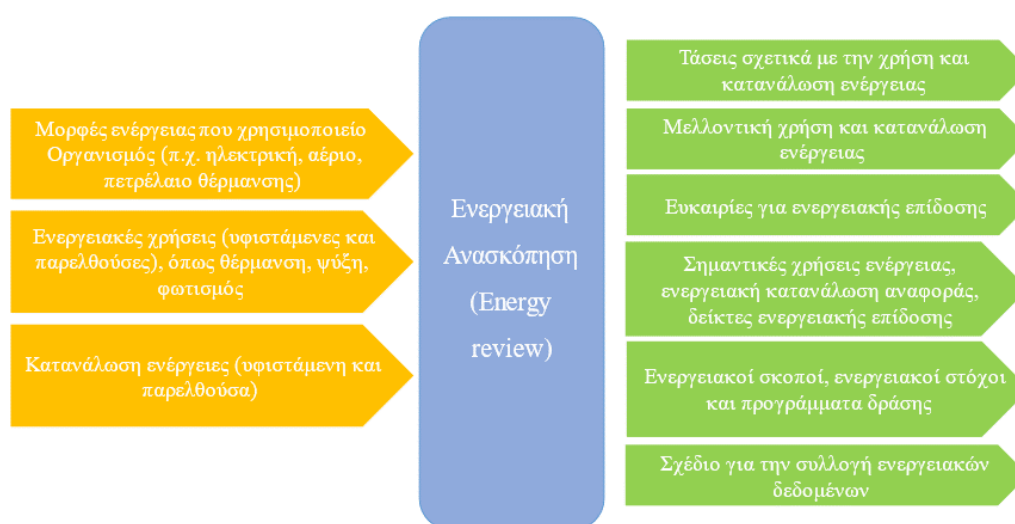 Μορφές ενέργειας που χρησιμοποιείο
Οργανισμός (π.χ. ηλεκτρική, αέριο,
πετρέλαιο θέρμανσης)
Ενεργειακές χρήσεις (υφιστάμενες και
παρελθούσες), όπως θέρμανση, ψύξη,
φωτισμός
Κατανάλωση ενέργειες (υφιστάμενη και
παρελθούσα)
Ενεργειακή
Ανασκόπηση
(Energy
review)
Τάσεις σχετικά με την χρήση και
κατανάλωση ενέργειας
Μελλοντική χρήση και κατανάλωση
ενέργειας
Ευκαιρίες για ενεργειακής επίδοσης
Σημαντικές χρήσεις ενέργειας,
ενεργειακή κατανάλωση αναφοράς,
δείκτες ενεργειακής επίδοσης
Ενεργειακοί σκοποί, ενεργειακοί στόχοι
και προγράμματα δράσης
Σχέδιο για την συλλογή ενεργειακών
δεδομένων